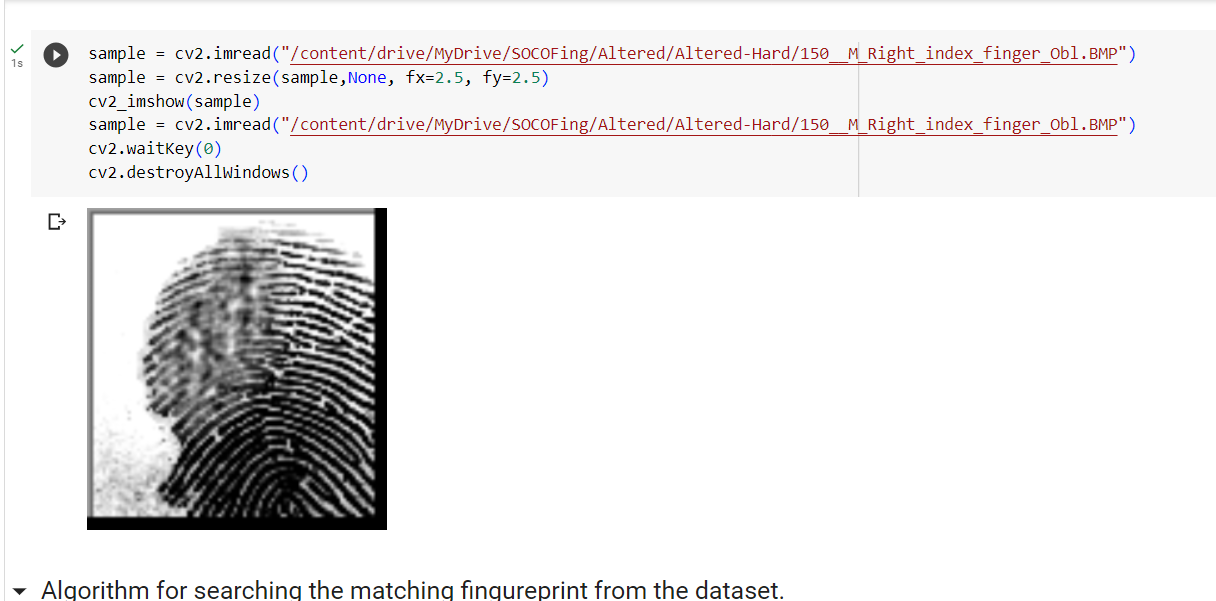 sample = cv2.imread("/content/drive/MyDrive/SOCOFing/Altered/Altered-Hard/150__M_Right_index_finger_Obl.BMP")
1s
sample = cv2.resize(sample,None, fx=2.5, fy=2.5)
cv2_imshow(sample)
sample = cv2.imread("/content/drive/MyDrive/SOCOFing/Altered/Altered-Hard/150__M_Right_index_finger_Obl.BMP")
cv2.waitKey(0)
cv2.destroyAllWindows()
Algorithm for searching the matching fingureprint from the dataset.